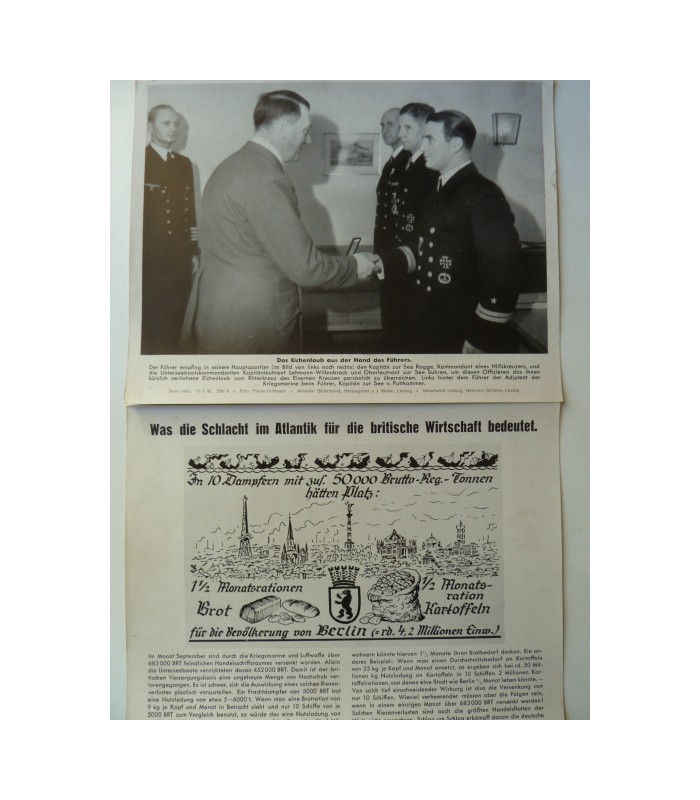 Das Eichenlaub aus der Hand des Führers.
Der Führer empfing in seinem Hauptquartier (im Bild von links nach rechts) den Kapitän zur See Rogge, Kommandant eines Hilfskreuzers, und
die Unterseebootskommandanten Kapitänleutnant Lehmann-Willenbrock und Oberleutnant zur See Suhren, um diesen Offizieren das ihnen
kürzlich verliehene Eichenlaub zum Ritterkreuz des Eisernen Kreuzes persönlich zu überreichen. Links hinter dem Führer der Adjutant der
Kriegsmarine beim Führer, Kapitän zur See v. Puttkamer.
Was die Schlacht im Atlantik für die britische Wirtschaft bedeutet.
In 10 Dampfern mit zus. 50000 Brutto-Reg.-Tonnen
hätten Platz:
1 1/2 Monatsrationen
Brot
1/2 Monats-
ration
Kartoffeln
für die Bevölkerung von Berlin (= rd. 4,2 Millionen Einw.)
Im Monat September sind durch die Kriegsmarine und Luftwaffe über
683 000 BRT feindlichen Handelsschiffsraumes versenkt worden. Allein
die Unterseeboote vernichteten davon 652 000 BRT. Damit ist der bri-
tischen Versorgungsbasis eine ungeheure Menge von Nachschub ver-
lorengegangen. Es ist schwer, sich die Auswirkung eines solchen Riesen-
verlustes plastisch vorzustellen. Ein Frachtdampfer von 5000 BRT hat
eine Nutzladung von etwa 5—6000 t. Wenn man eine Brotration von
9 kg je Kopf und Monat in Betracht zieht und nur 10 Schiffe von je
5000 BRT zum Vergleich benutzt, so würde das eine Nutzladung von
wohnern könnte hiervon 1 1/2 Monate ihren Brotbedarf decken. Ein an-
deres Beispiel: Wenn man einen Durchschnittsbedarf an Kartoffeln
von 25 kg je Kopf und Monat ansetzt, so ergeben sich bei rd. 50 Mil-
lionen kg Nutzladung an Kartoffeln in 10 Schiffen 2 Millionen Kar-
toffelrationen, von denen eine Stadt wie Berlin 1/2 Monat leben könnte. —
Von solch tief einschneidender Wirkung ist also die Versenkung von
nur 10 Schiffen. Wieviel verheerender müssen aber die Folgen sein,
wenn in einem einzigen Monat über 683 000 BRT versenkt werden!
Solchen Riesenverlusten sind auch die größten Handelsflotten der